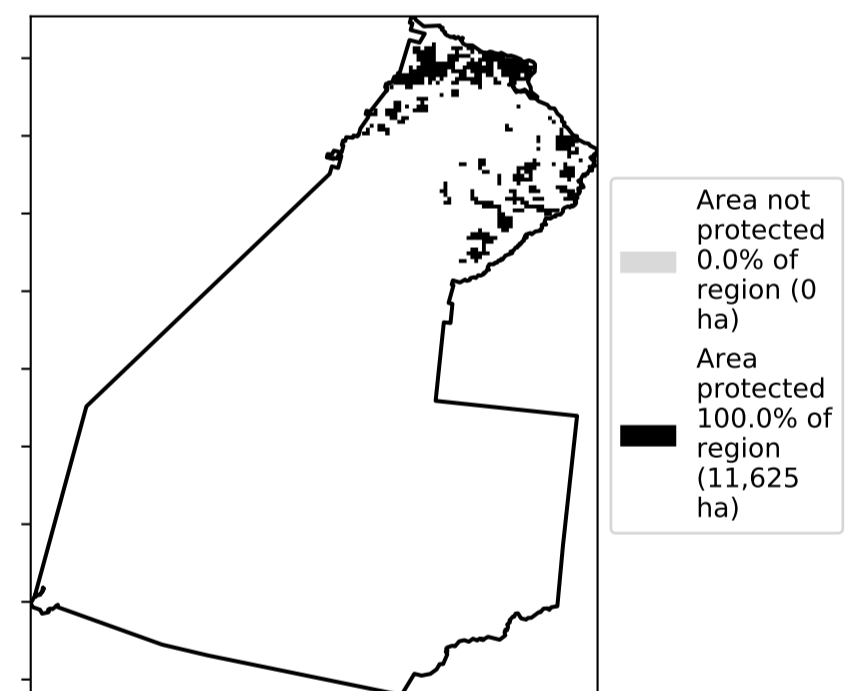 Area not
protected
0.0% of
region (0
ha)
Area
protected
100.0% of
region
(11,625
ha)